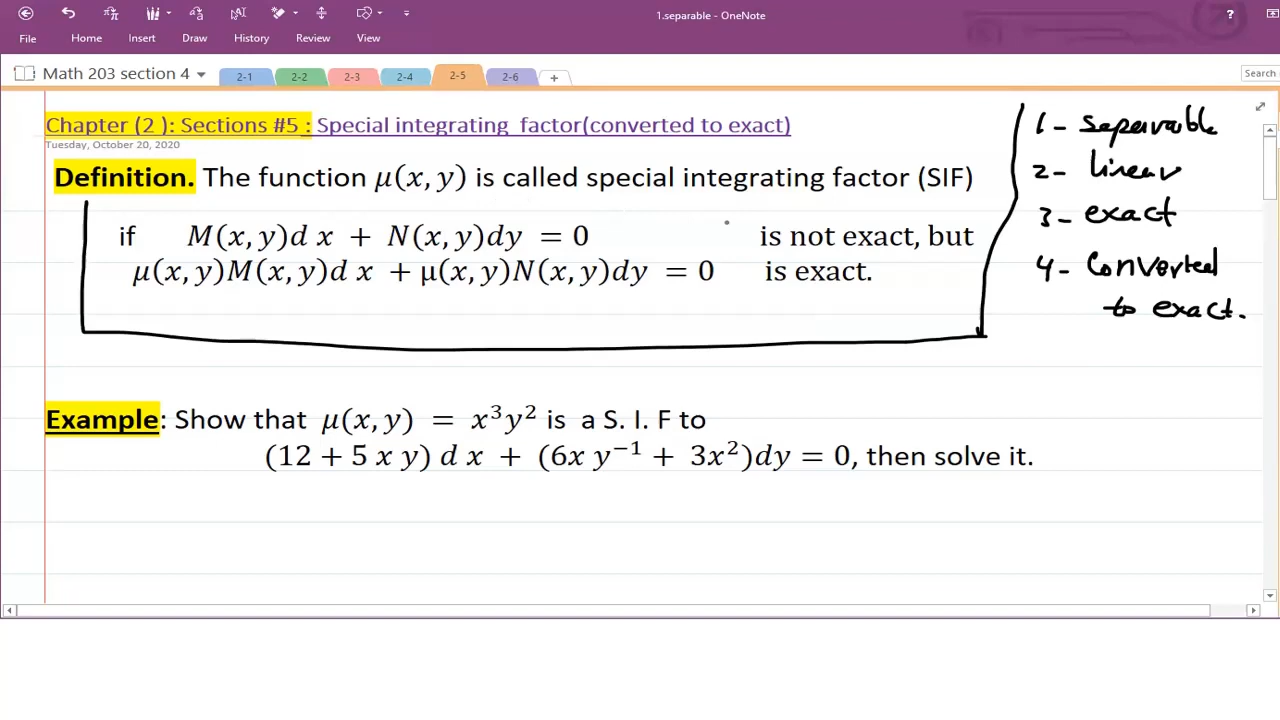 1.separable - OneNote
?
File Home Insert Draw History Review View
Math 203 section 4 2-1 2-2 2-3 2-4 2-5 2-6 + Search
Chapter (2 ): Sections #5 : Special integrating factor(converted to exact)
Tuesday, October 20, 2020
Definition. The function μ(x, y) is called special integrating factor (SIF)
if M(x, y)d x + N(x, y)dy = 0 is not exact, but
μ(x, y)M(x, y)d x + μ(x, y)N(x, y)dy = 0 is exact.
1- separable
2- linear
3- exact
4- Converted
to exact.
Example: Show that μ(x, y) = x³y² is a S. I. F to
(12 + 5 x y) d x + (6x y⁻¹ + 3x²)dy = 0, then solve it.